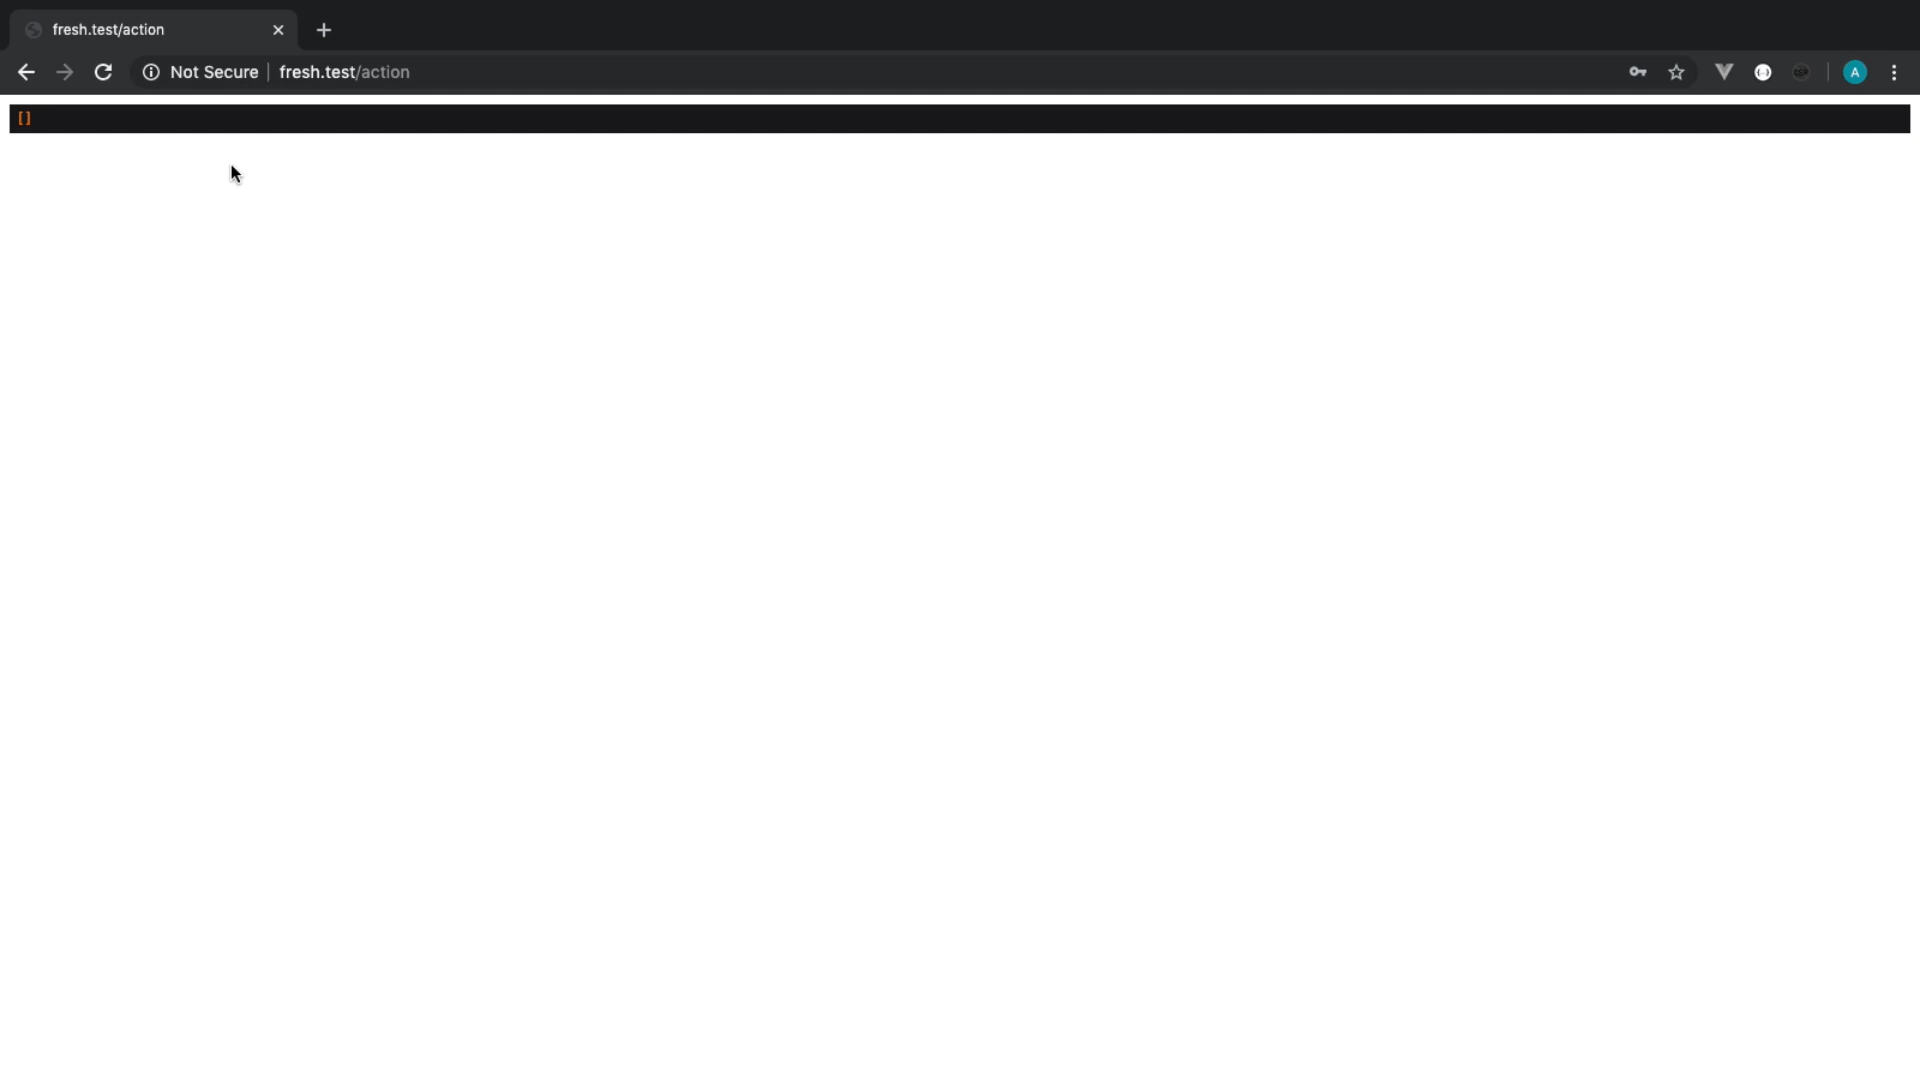 fresh.test/action
Not Secure | fresh.test/action
A
[]